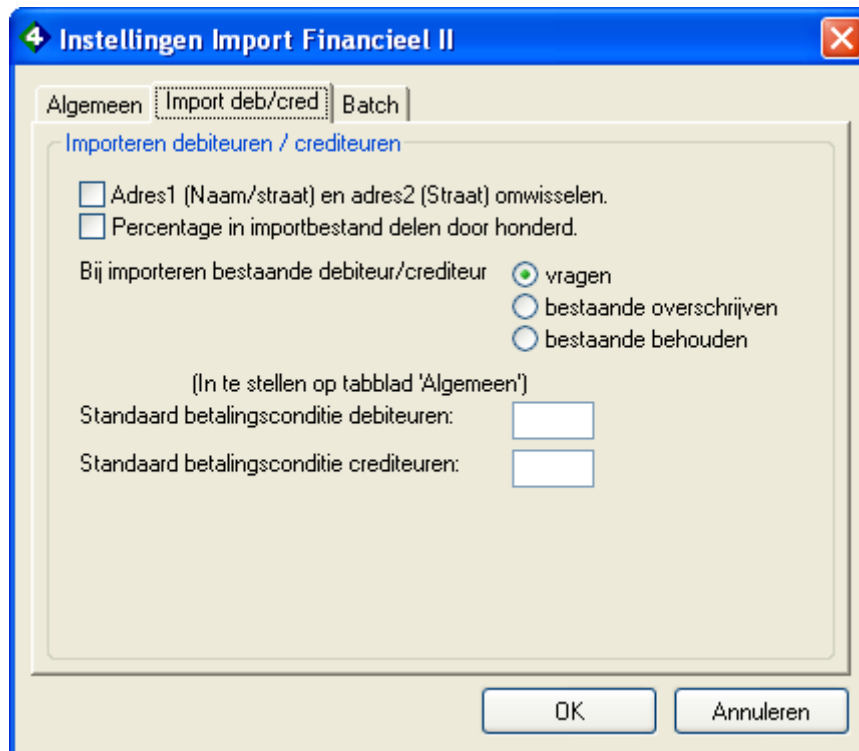 4 Instellingen Import Financieel II
Algemeen Import deb/cred Batch
Importeren debiteuren / crediteuren
Adres1 (Naam/straat) en adres2 (Straat) omwisselen.
Percentage in importbestand delen door honderd.
Bij importeren bestaande debiteur/crediteur vragen
bestaande overschrijven
bestaande behouden
(In te stellen op tabblad 'Algemeen')
Standaard betalingsconditie debiteuren:
Standaard betalingsconditie crediteuren:
OK Annuleren